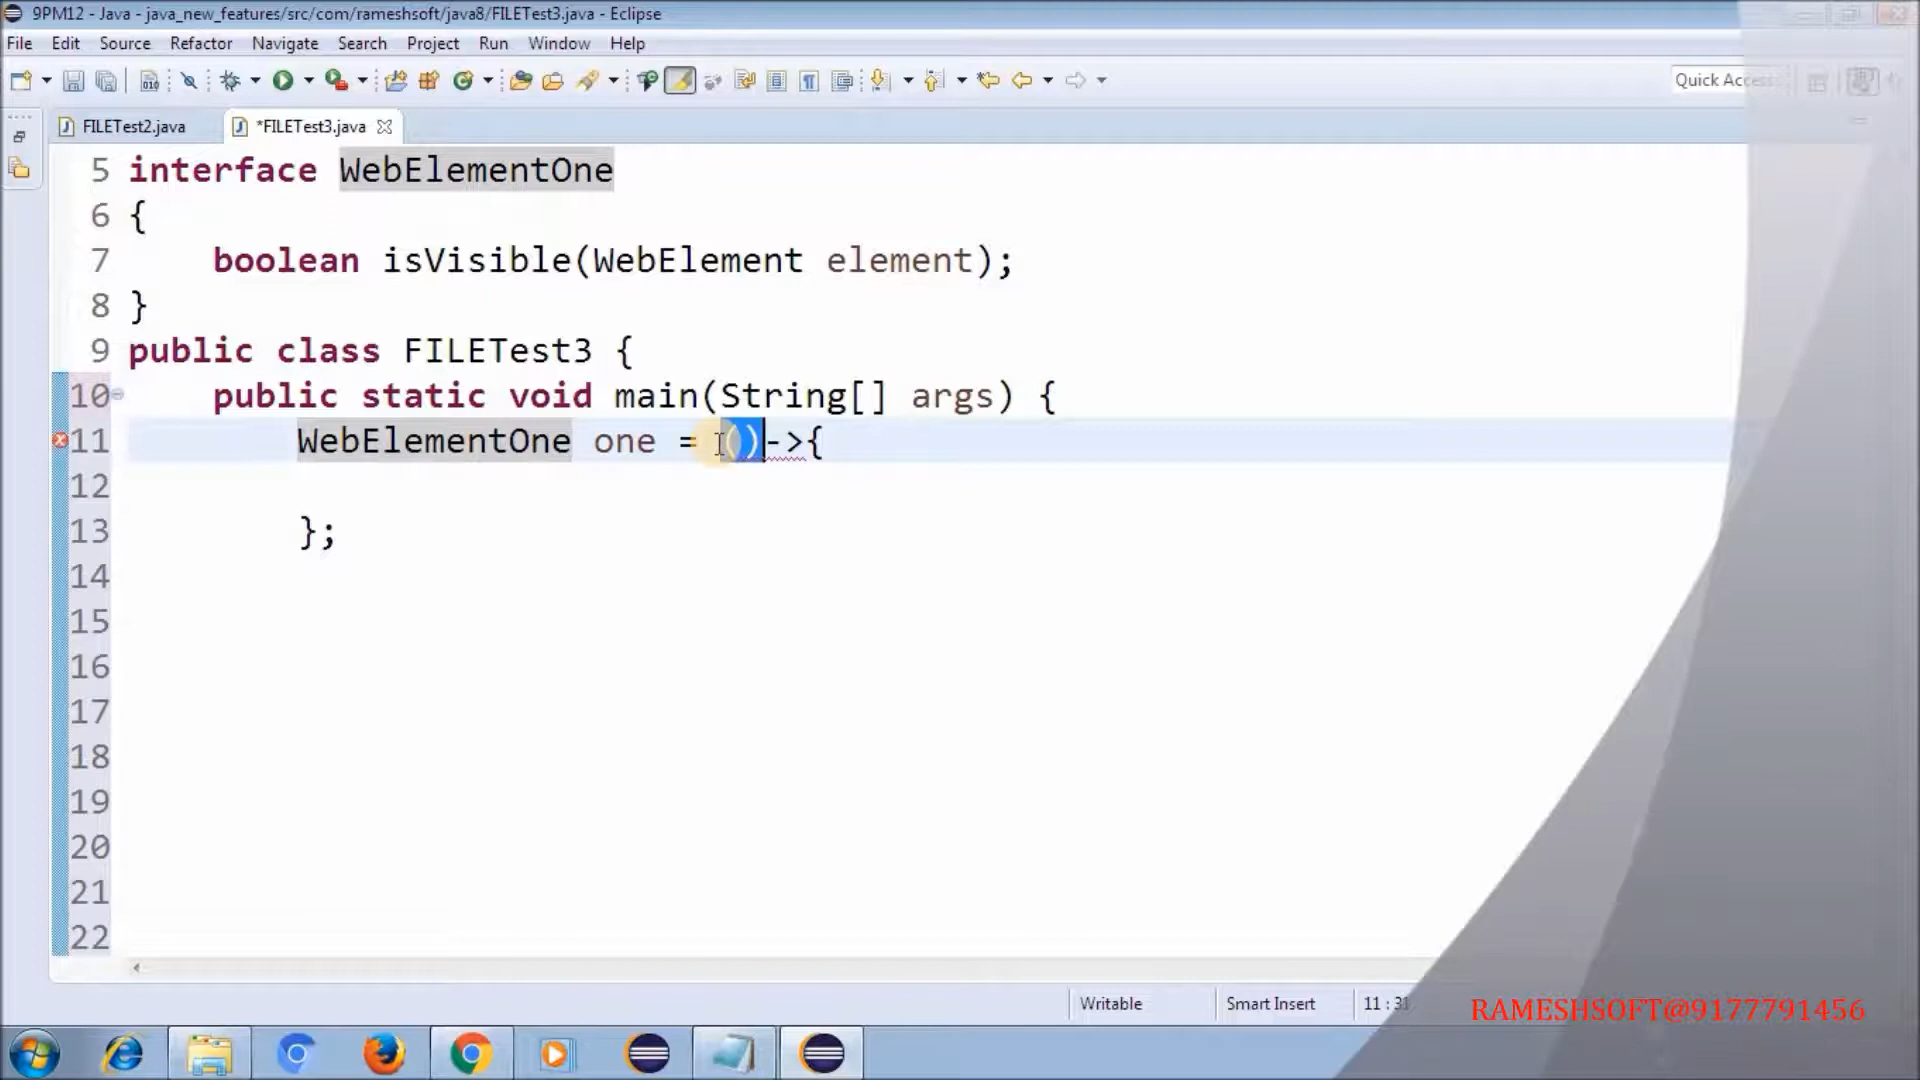 9PM12 - Java - java_new_features/src/com/rameshsoft/java8/FILETest3.java - Eclipse
File Edit Source Refactor Navigate Search Project Run Window Help
Quick Access
FILETest2.java *FILETest3.java
5 interface WebElementOne
6 {
7 boolean isVisible(WebElement element);
8 }
9 public class FILETest3 {
10 public static void main(String[] args) {
11 WebElementOne one = ()->{
12
13 };
14
15
16
17
18
19
20
21
22
Writable Smart Insert 11 : 31
RAMESHSOFT@9177791456